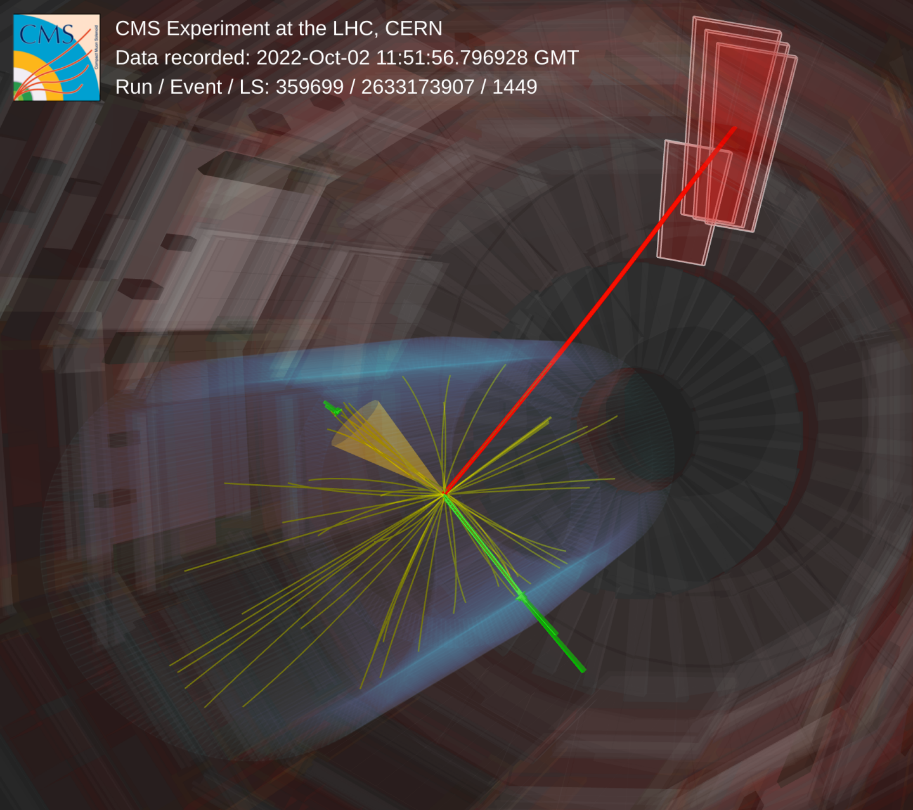 CMS
CMS Experiment at the LHC, CERN
Data recorded: 2022-Oct-02 11:51:56.796928 GMT
Run / Event / LS: 359699 / 2633173907 / 1449